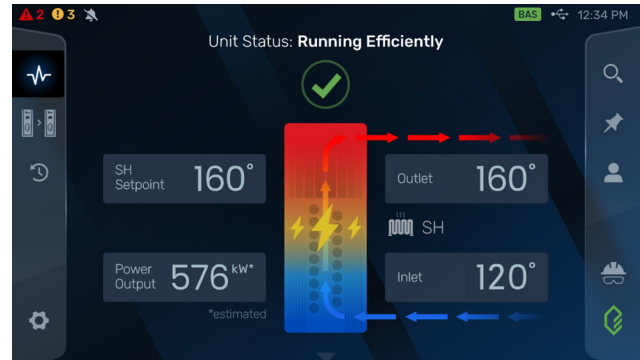 2 3 BAS 12:34 PM
Unit Status: Running Efficiently
SH Setpoint 160°
Outlet 160°
SH
Power Output 576 kW*
*estimated
Inlet 120°